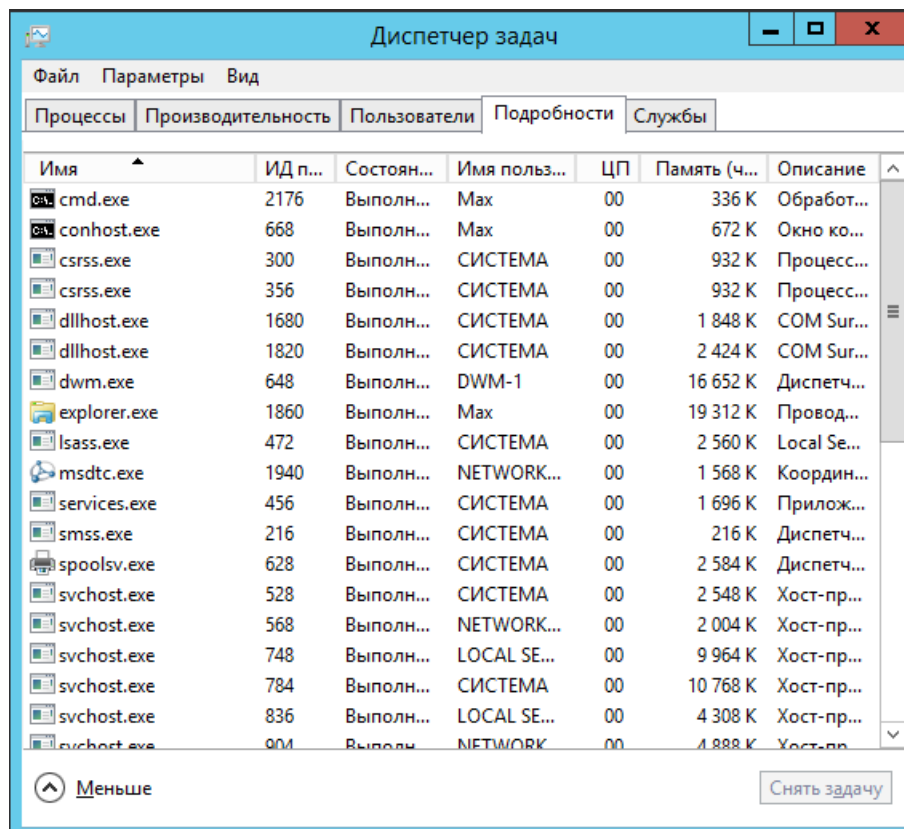 Диспетчер задач
Файл Параметры Вид
Процессы Производительность Пользователи Подробности Службы
Имя ИД п... Состоян... Имя польз... ЦП Память (ч... Описание
cmd.exe 2176 Выполн... Max 00 336 K Обработ...
conhost.exe 668 Выполн... Max 00 672 K Окно ко...
csrss.exe 300 Выполн... СИСТЕМА 00 932 K Процесс...
csrss.exe 356 Выполн... СИСТЕМА 00 932 K Процесс...
dllhost.exe 1680 Выполн... СИСТЕМА 00 1 848 K COM Sur...
dllhost.exe 1820 Выполн... СИСТЕМА 00 2 424 K COM Sur...
dwm.exe 648 Выполн... DWM-1 00 16 652 K Диспетч...
explorer.exe 1860 Выполн... Max 00 19 312 K Провод...
lsass.exe 472 Выполн... СИСТЕМА 00 2 560 K Local Se...
msdtc.exe 1940 Выполн... NETWORK... 00 1 568 K Координ...
services.exe 456 Выполн... СИСТЕМА 00 1 696 K Прилож...
smss.exe 216 Выполн... СИСТЕМА 00 216 K Диспетч...
spoolsv.exe 628 Выполн... СИСТЕМА 00 2 584 K Диспетч...
svchost.exe 528 Выполн... СИСТЕМА 00 2 548 K Хост-пр...
svchost.exe 568 Выполн... NETWORK... 00 2 004 K Хост-пр...
svchost.exe 748 Выполн... LOCAL SE... 00 9 964 K Хост-пр...
svchost.exe 784 Выполн... СИСТЕМА 00 10 768 K Хост-пр...
svchost.exe 836 Выполн... LOCAL SE... 00 4 308 K Хост-пр...
svchost.exe 904 Выполн... NETWORK... 00 4 888 K Хост-пр...
Меньше Снять задачу